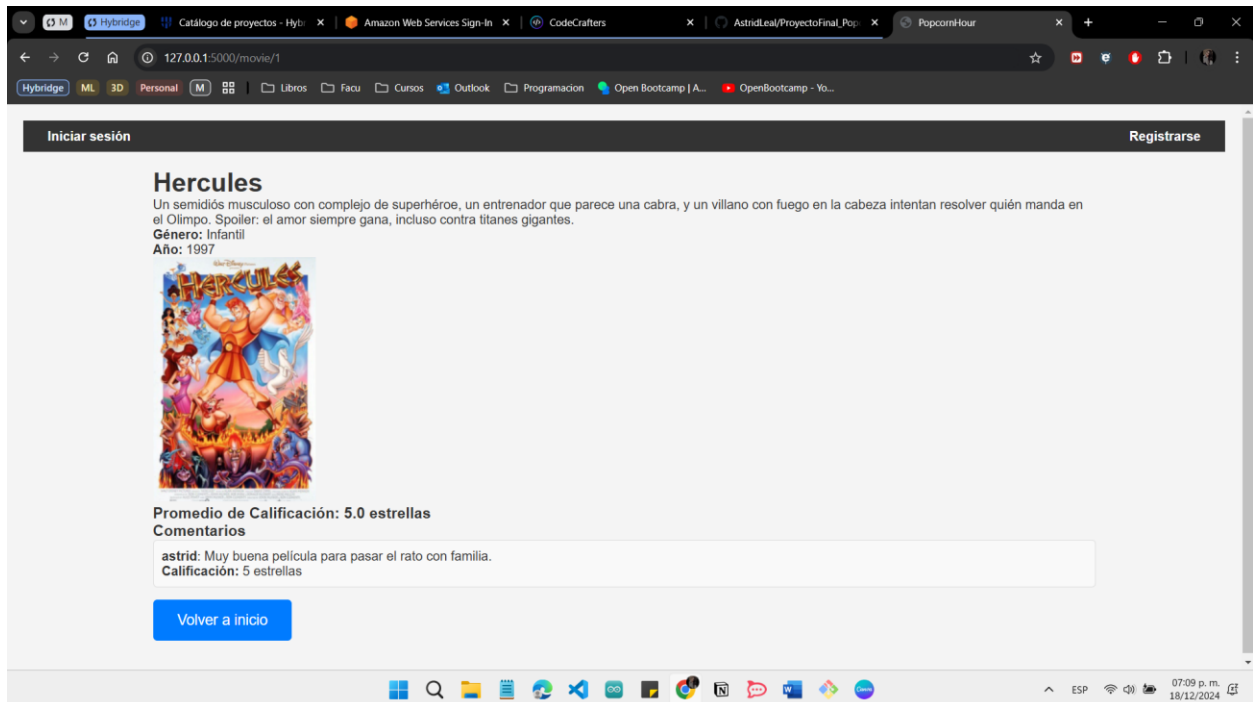 M
Hybridge
Catálogo de proyectos - Hybr
Amazon Web Services Sign-In
CodeCrafters
AstridLeal/ProyectoFinal_Pop
PopcornHour
127.0.0.1:5000/movie/1
Hybridge
ML
3D
Personal
M
Libros
Facu
Cursos
Outlook
Programacion
Open Bootcamp | A...
OpenBootcamp - Yo...
Iniciar sesión
Registrarse
Hercules
Un semidiós musculoso con complejo de superhéroe, un entrenador que parece una cabra, y un villano con fuego en la cabeza intentan resolver quién manda en
el Olimpo. Spoiler: el amor siempre gana, incluso contra titanes gigantes.
Género: Infantil
Año: 1997
HERCULES
Promedio de Calificación: 5.0 estrellas
Comentarios
astrid: Muy buena película para pasar el rato con familia.
Calificación: 5 estrellas
Volver a inicio
ESP
07:09 p. m.
18/12/2024